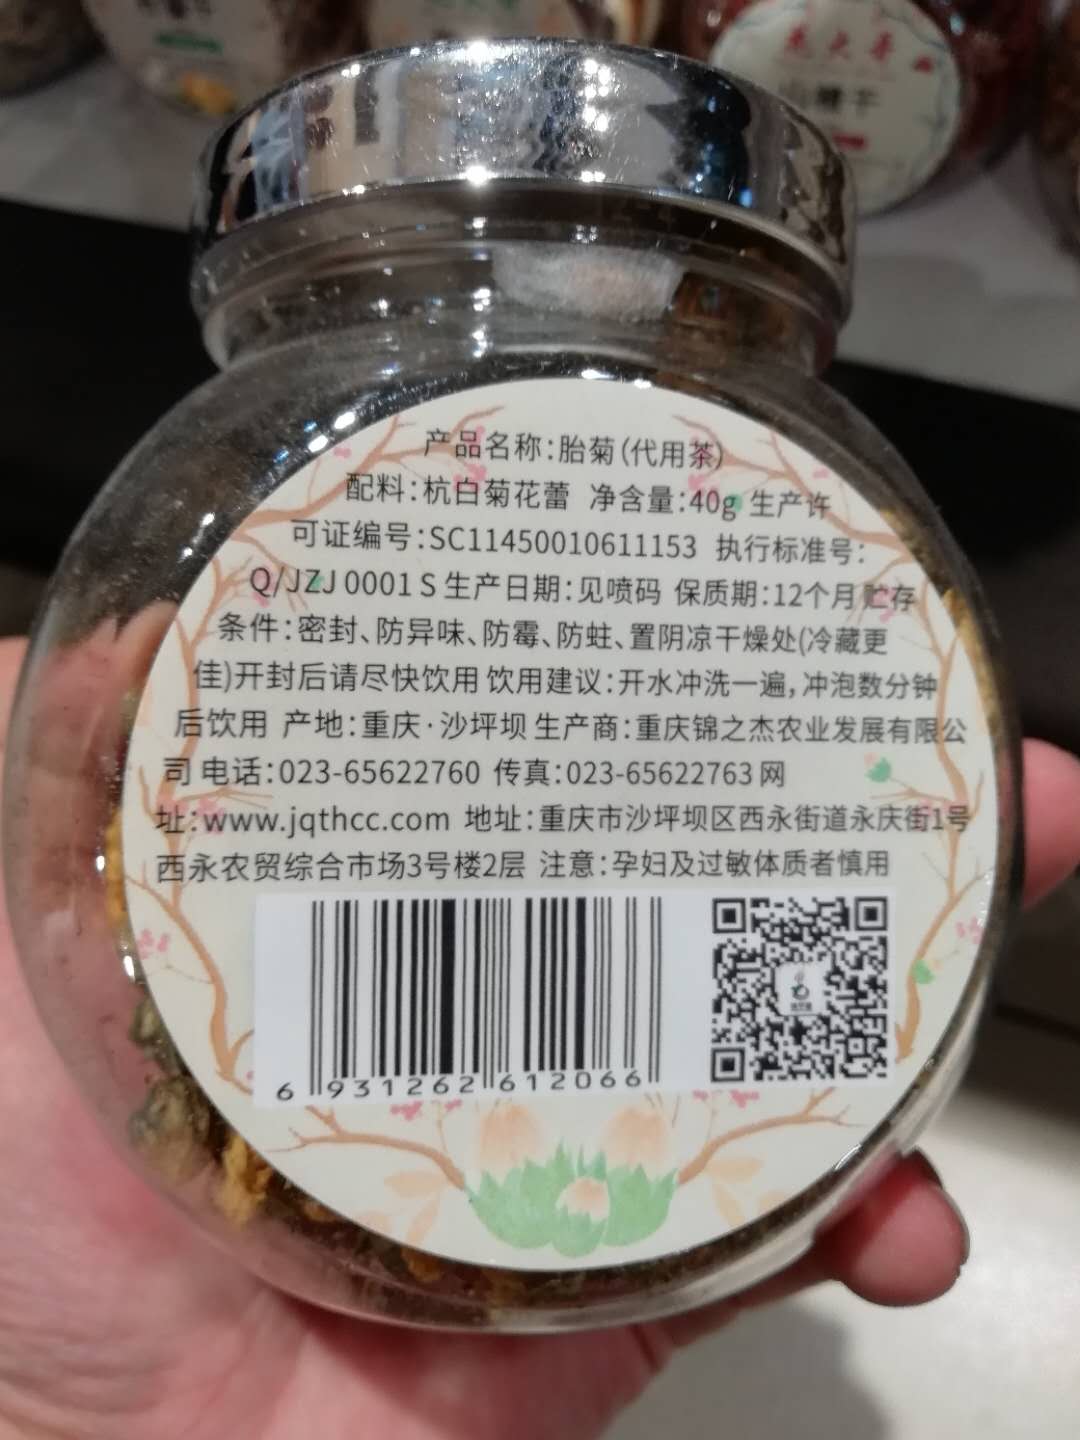 产品名称:胎菊(代用茶)
配料:杭白菊花蕾 净含量:40g 生产许
可证编号:SC11450010611153 执行标准号:
Q/JZJ 0001 S 生产日期:见喷码 保质期:12个月 贮存
条件:密封、防异味、防霉、防蛀、置阴凉干燥处(冷藏更
佳)开封后请尽快饮用 饮用建议:开水冲洗一遍,冲泡数分钟
后饮用 产地:重庆·沙坪坝 生产商:重庆锦之杰农业发展有限公
司 电话:023-65622760 传真:023-65622763 网
址:www.jqthcc.com 地址:重庆市沙坪坝区西永街道永庆街1号
西永农贸综合市场3号楼2层 注意:孕妇及过敏体质者慎用
6 931262 612066